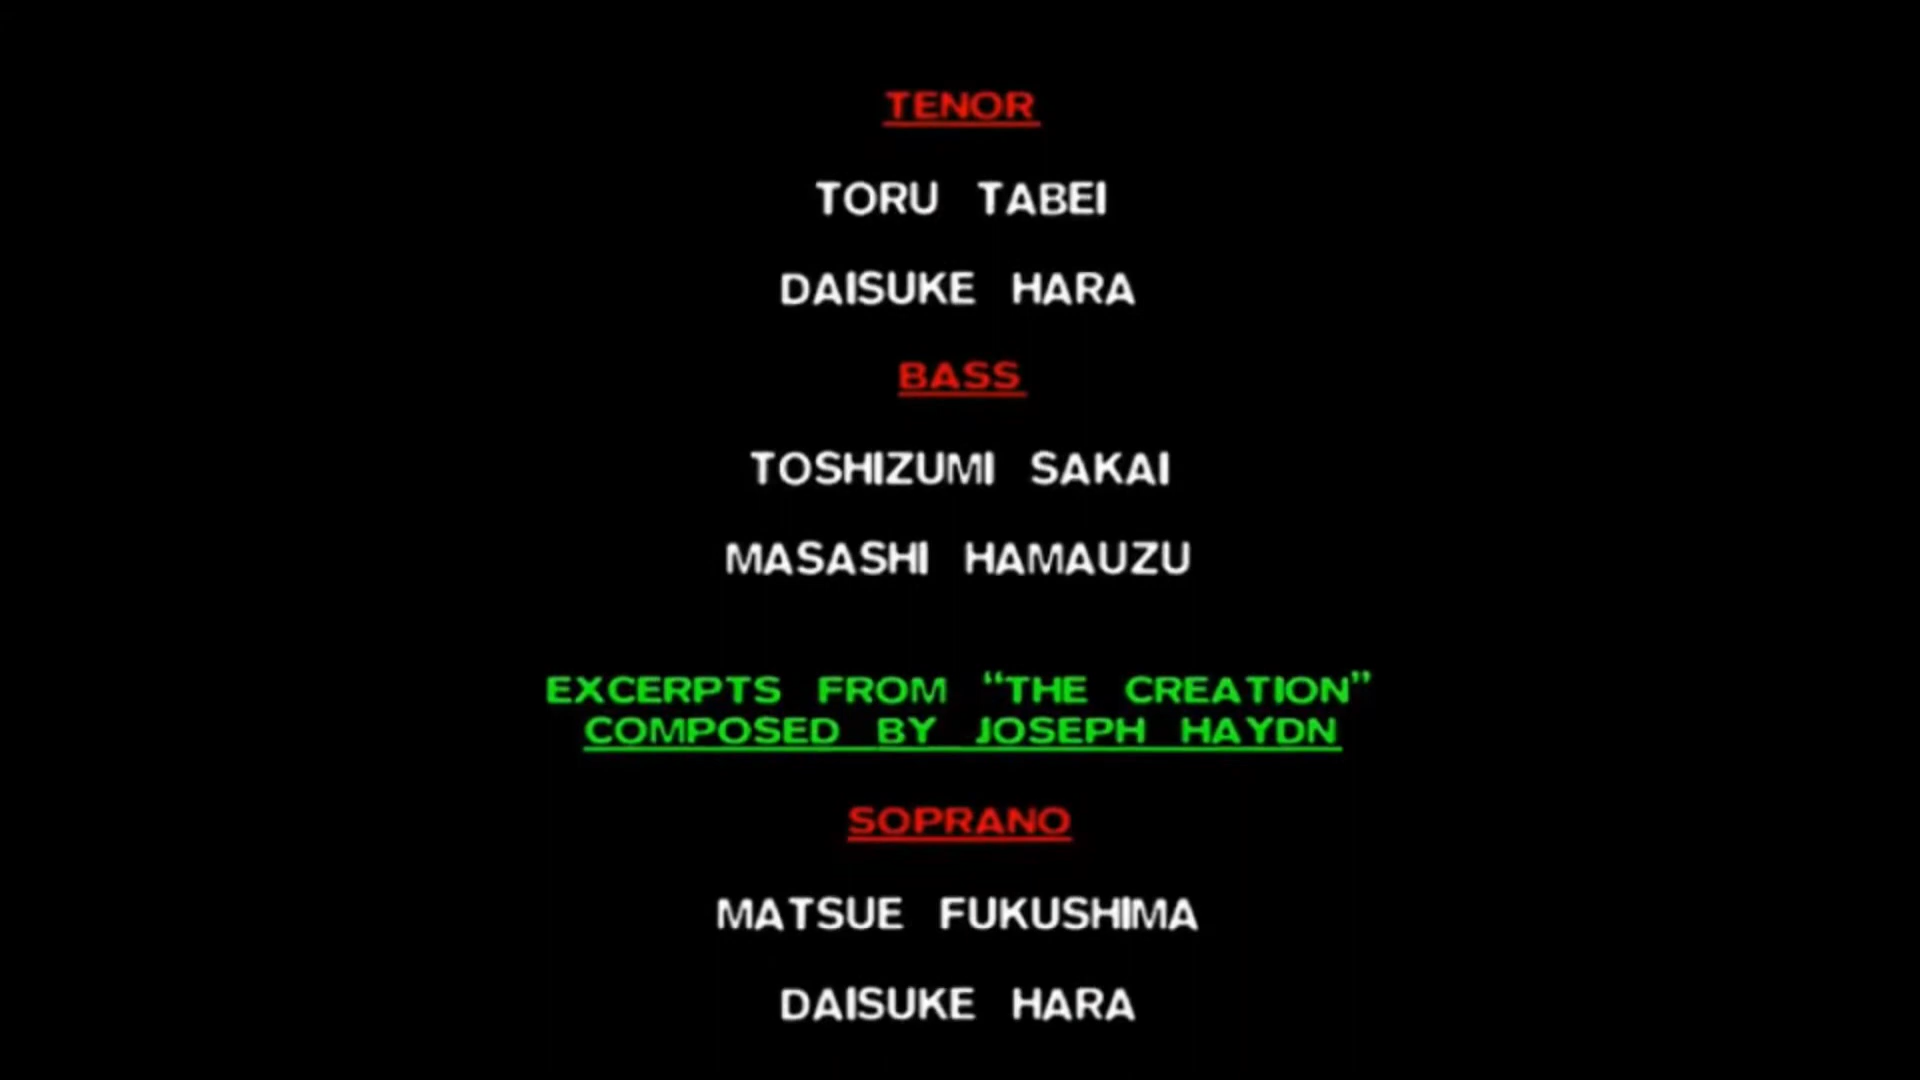 TENOR
TORU TABEI
DAISUKE HARA
BASS
TOSHIZUMI SAKAI
MASASHI HAMAUZU
EXCERPTS FROM “THE CREATION”
COMPOSED BY JOSEPH HAYDN
SOPRANO
MATSUE FUKUSHIMA
DAISUKE HARA